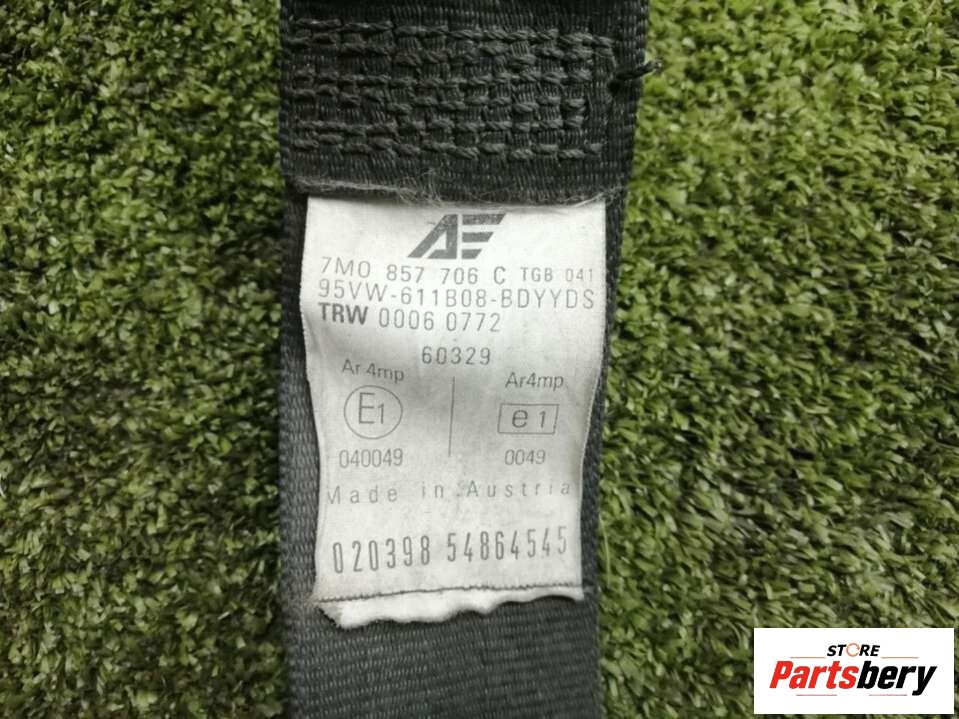 AE
7M0 857 706 C TGB 041
95VW-611B08-BDYYDS
TRW 0006 0772
60329
Ar4mp Ar4mp
E1 e1
040049 0049
Made in Austria
020398 54864545
STORE
Partsbery